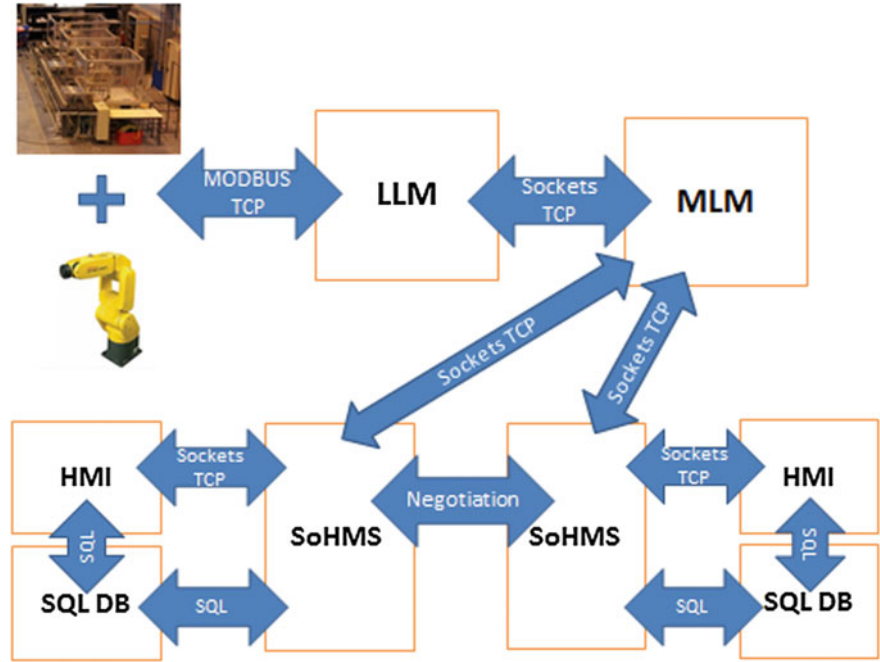 MODBUS
TCP
LLM
Sockets
TCP
MLM
Sockets TCP
Sockets TCP
HMI
Sockets
TCP
SoHMS
Negotiation
SoHMS
Sockets
TCP
HMI
SQL
SQL
SQL DB
SQL
SQL
SQL DB